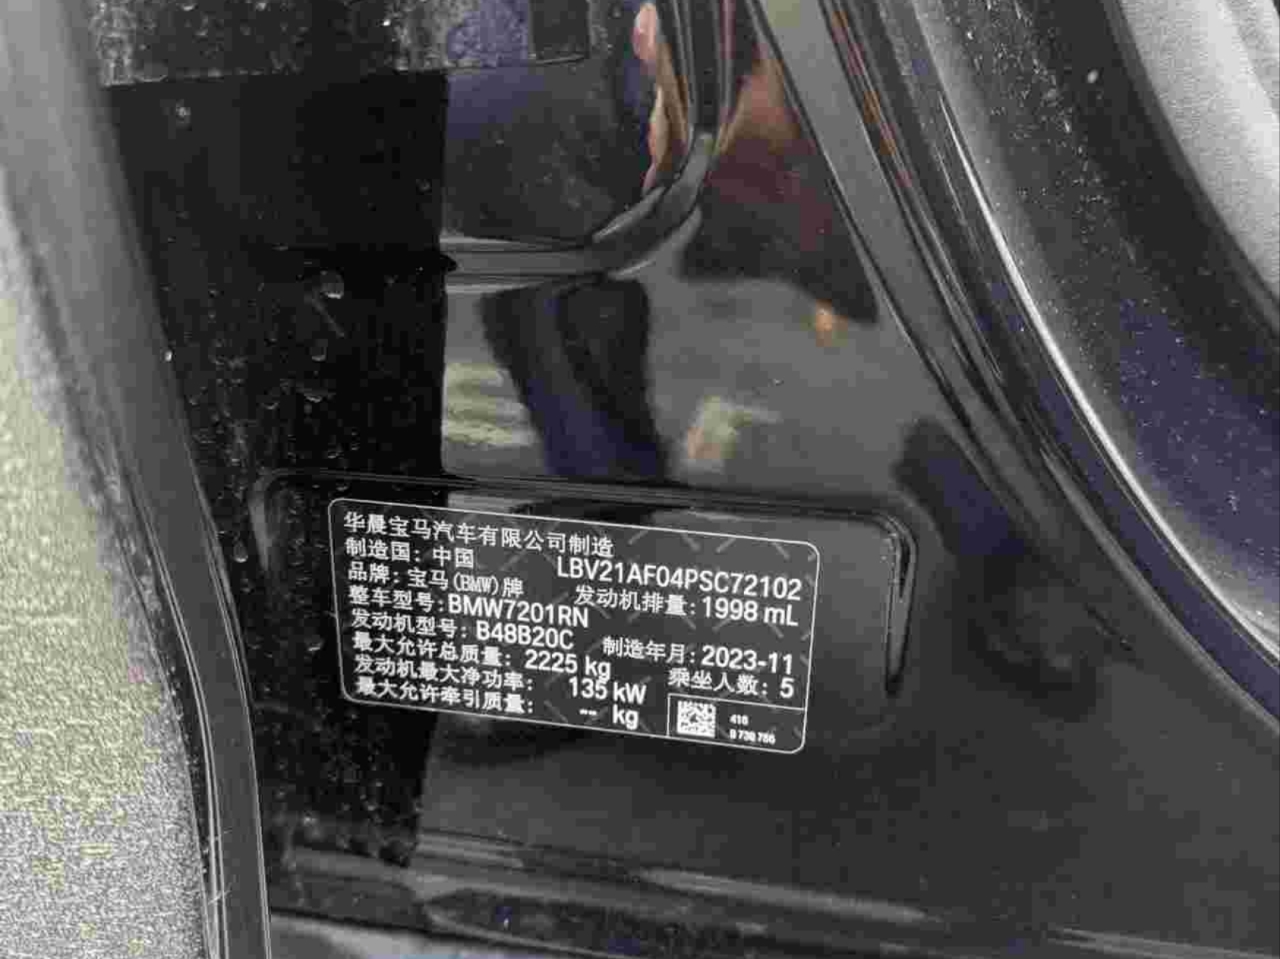 华晨宝马汽车有限公司制造
制造国：中国 LBV21AF04PSC72102
品牌：宝马(BMW)牌 发动机排量：1998 mL
整车型号：BMW7201RN
发动机型号：B48B20C 制造年月：2023-11
最大允许总质量：2225 kg 乘坐人数：5
发动机最大净功率：135 kW
最大允许牵引质量：-- kg
416